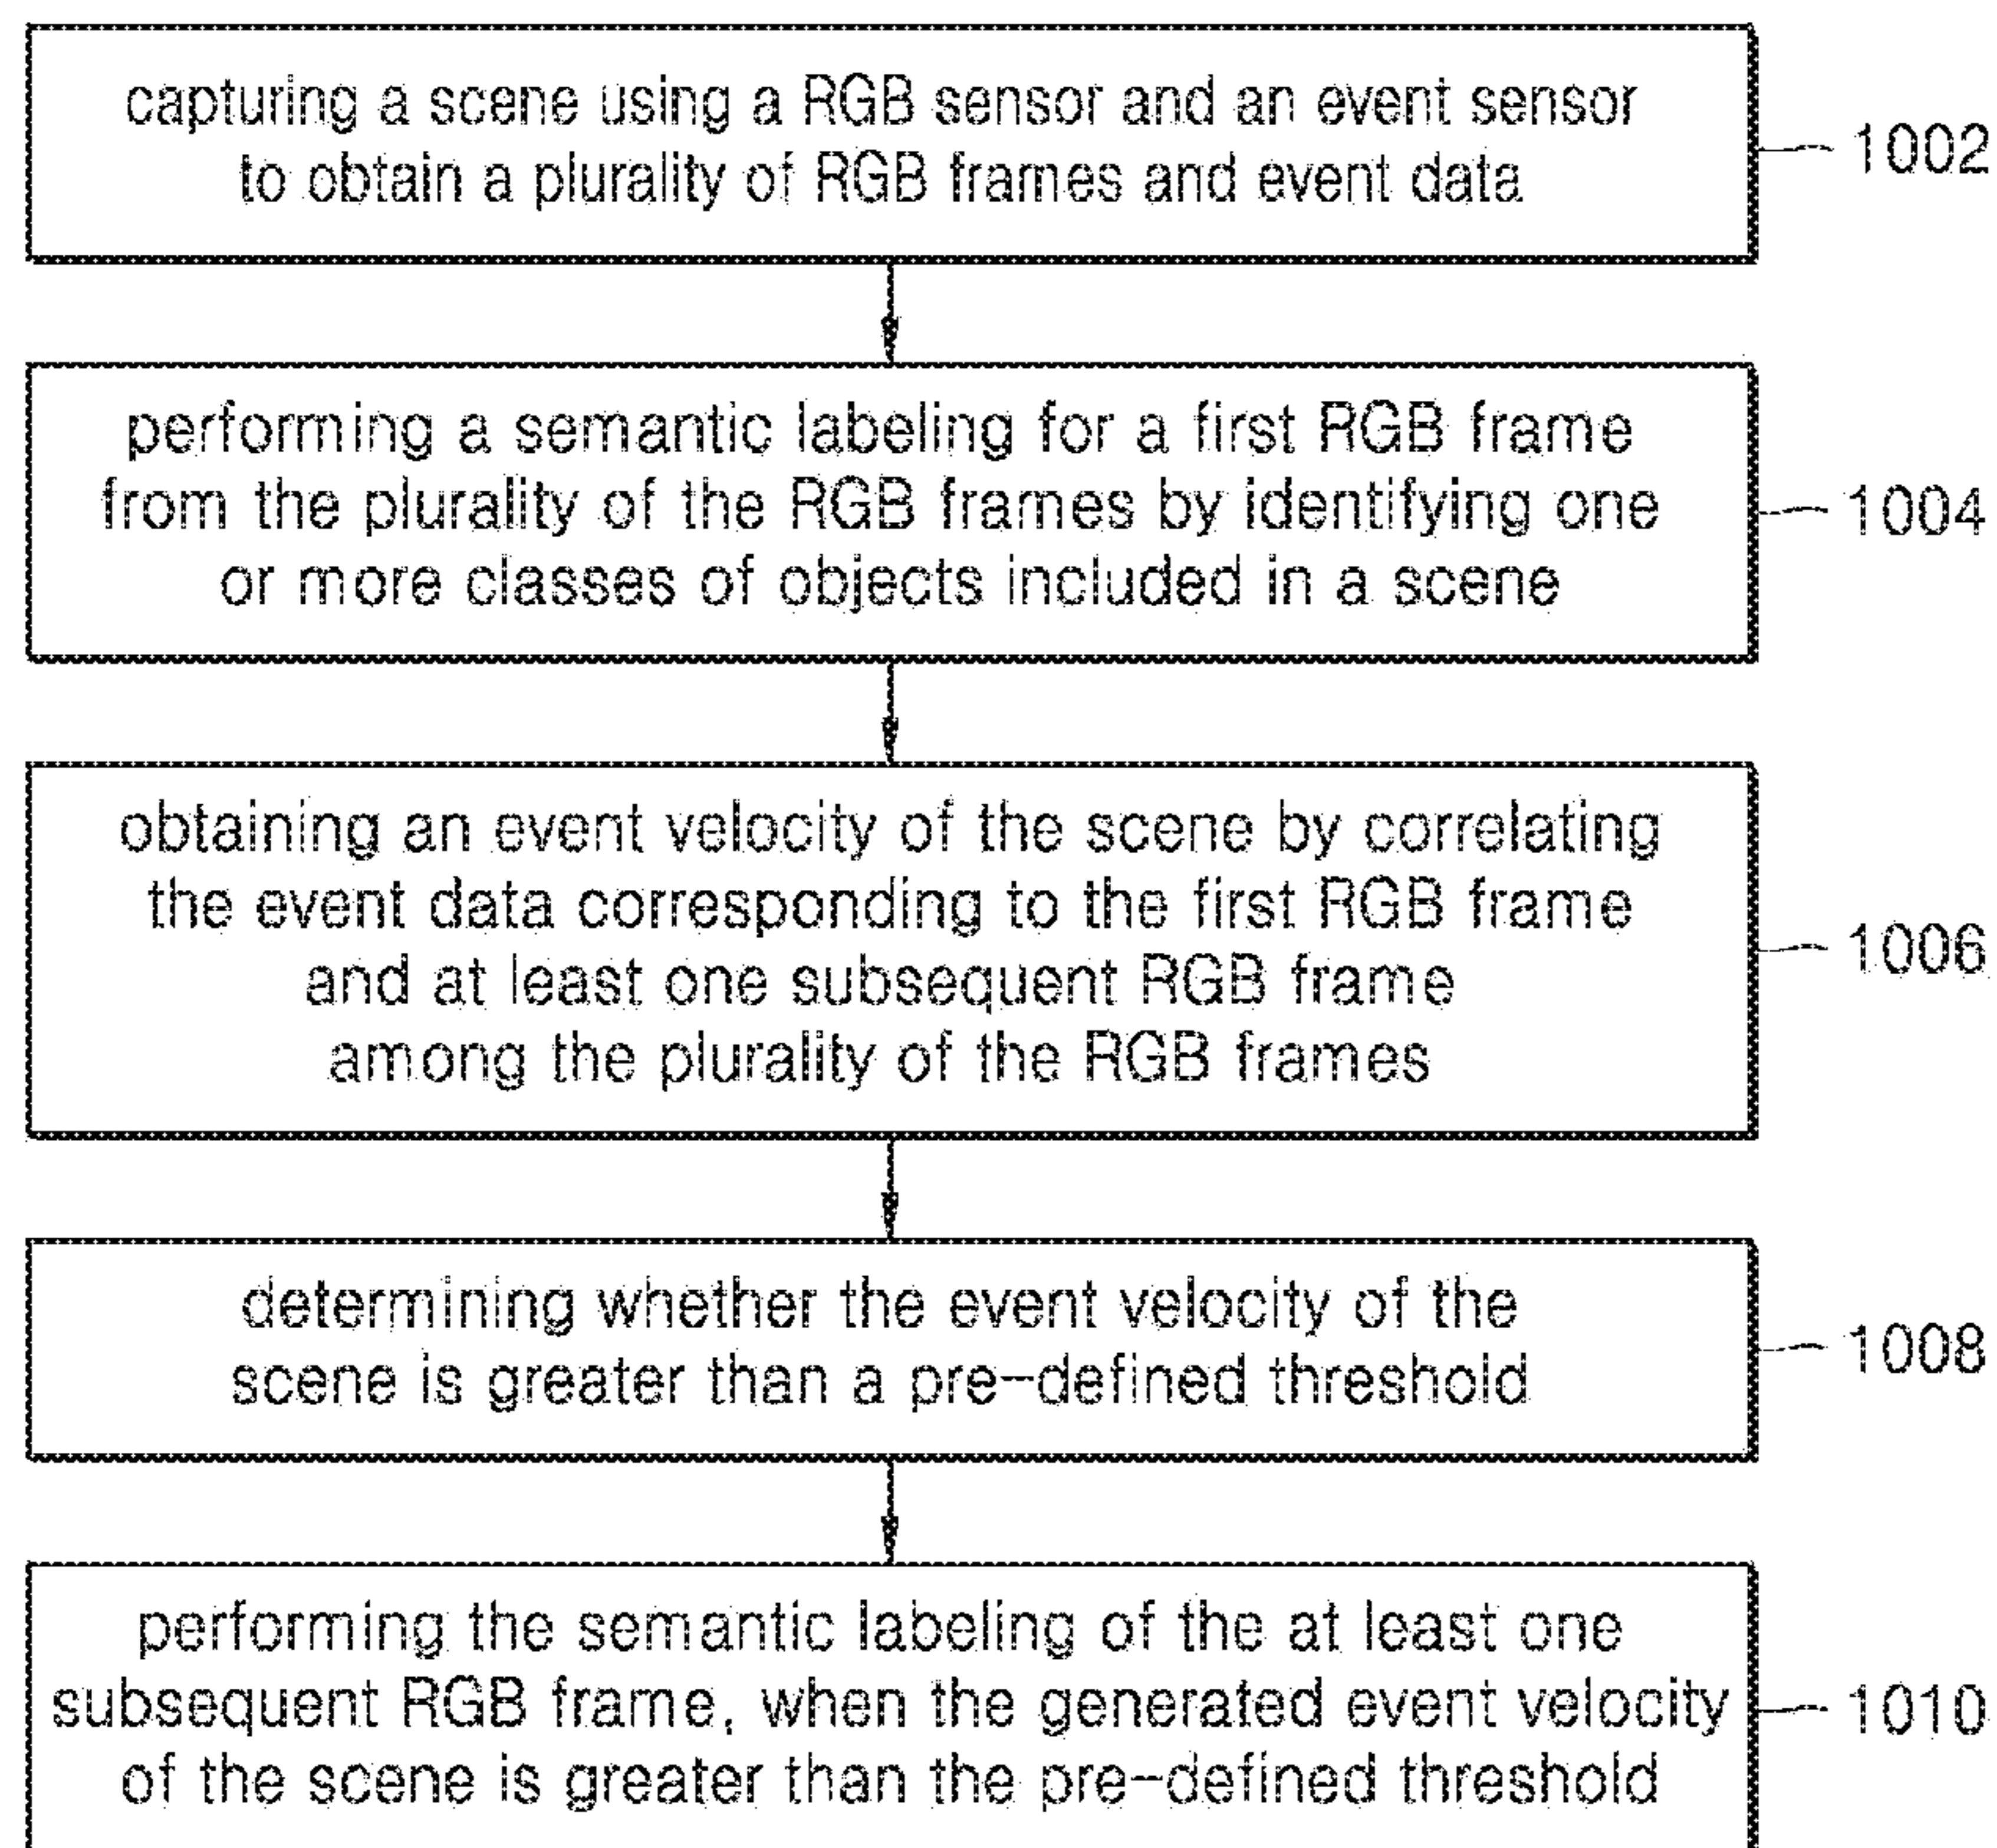 capturing a scene using a RGB sensor and an event sensor
to obtain a plurality of RGB frames and event data
1002
performing a semantic labeling for a first RGB frame
from the plurality of the RGB frames by identifying one
or more classes of objects included in a scene
1004
obtaining an event velocity of the scene by correlating
the event data corresponding to the first RGB frame
and at least one subsequent RGB frame
among the plurality of the RGB frames
1006
determining whether the event velocity of the
scene is greater than a pre-defined threshold
1008
performing the semantic labeling of the at least one
subsequent RGB frame, when the generated event velocity
of the scene is greater than the pre-defined threshold
1010